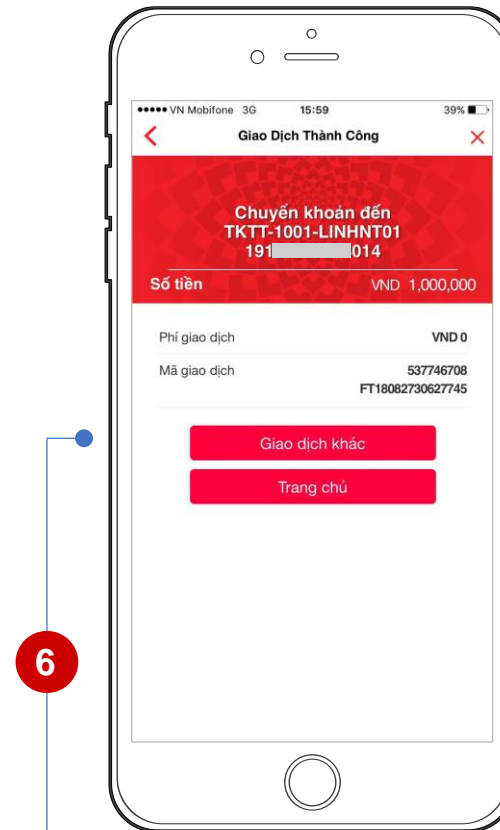 VN Mobifone 3G 15:59 39%
Giao Dịch Thành Công
Chuyển khoản đến
TKTT-1001-LINHNT01
191 014
Số tiền VND 1,000,000
Phí giao dịch VND 0
Mã giao dịch 537746708
FT18082730627745
Giao dịch khác
Trang chủ
6